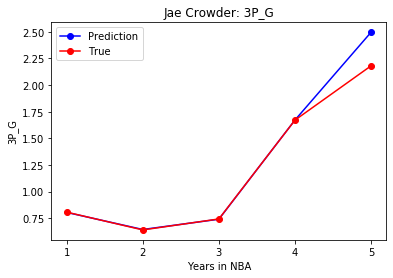 Jae Crowder: 3P_G
Prediction
True
3P_G
2.50
2.25
2.00
1.75
1.50
1.25
1.00
0.75
1 2 3 4 5
Years in NBA